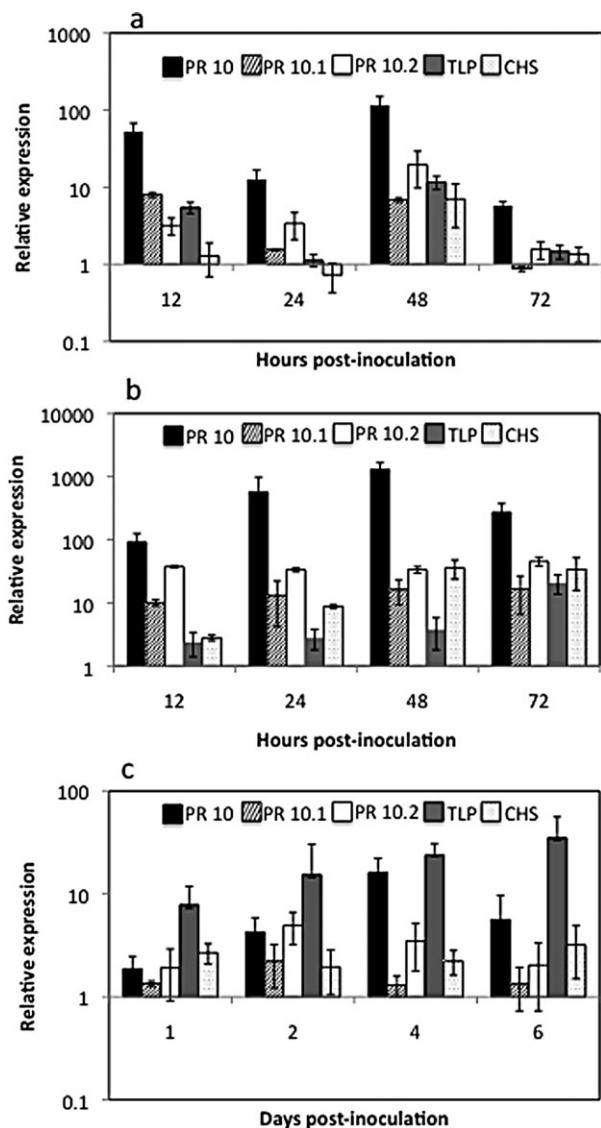 a
1000
PR 10 PR 10.1 PR 10.2 TLP CHS
100
10
1
0.1
Relative expression
12 24 48 72
Hours post-inoculation
b
10000
PR 10 PR 10.1 PR 10.2 TLP CHS
1000
100
10
1
Relative expression
12 24 48 72
Hours post-inoculation
c
100
PR 10 PR 10.1 PR 10.2 TLP CHS
10
1
0.1
Relative expression
1 2 4 6
Days post-inoculation